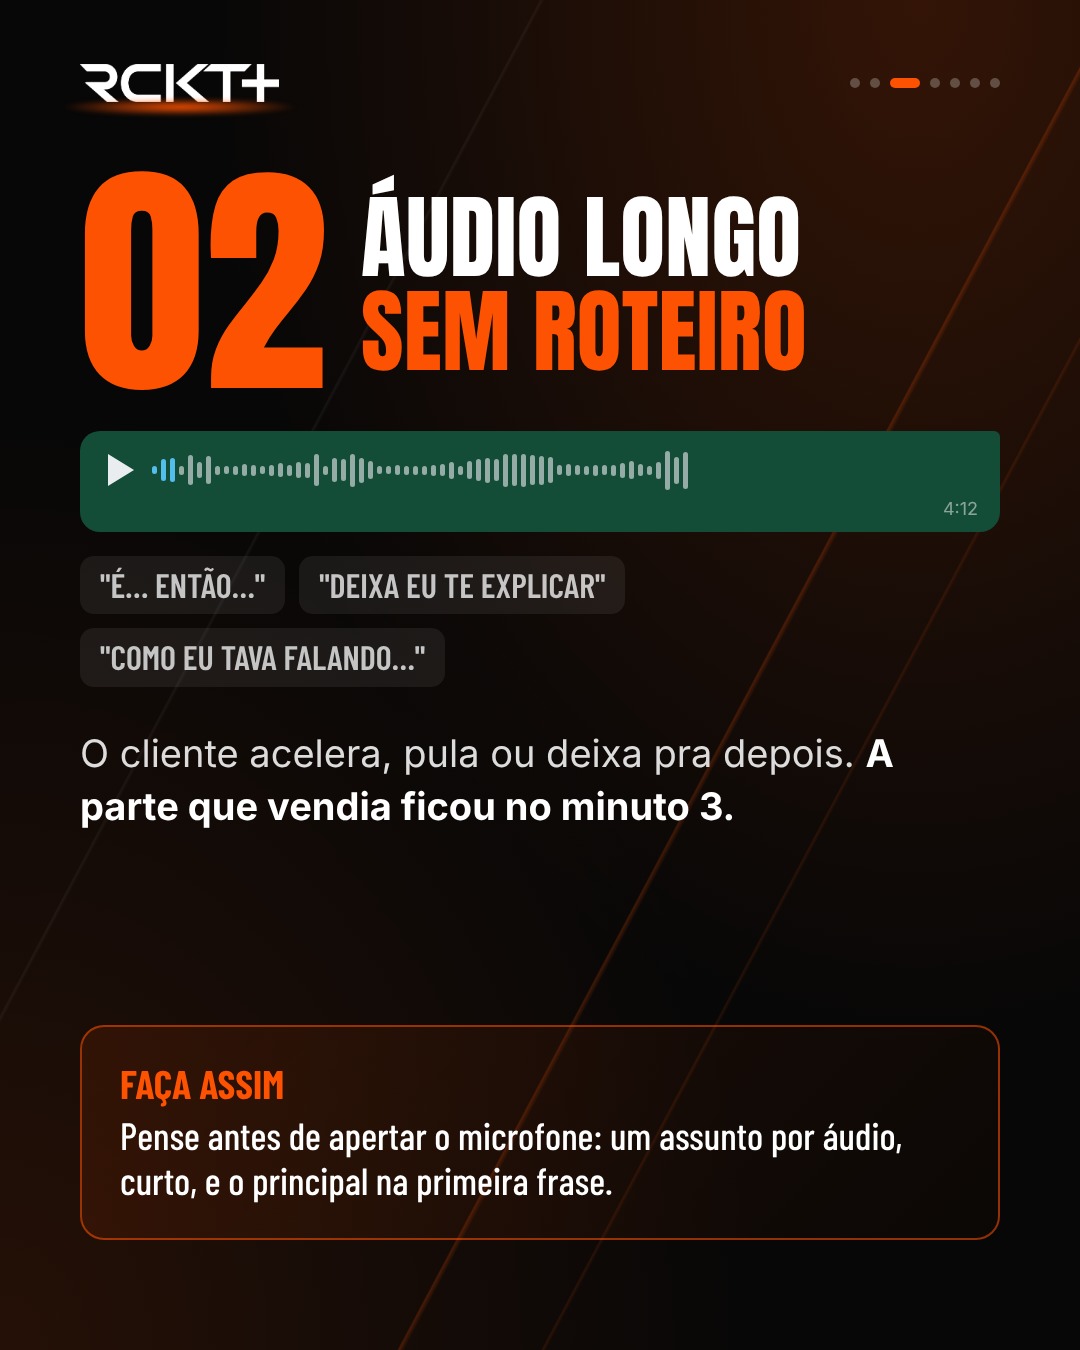 RCKT+
02
ÁUDIO LONGO
SEM ROTEIRO
4:12
"É... ENTÃO..." "DEIXA EU TE EXPLICAR"
"COMO EU TAVA FALANDO..."
O cliente acelera, pula ou deixa pra depois. A
parte que vendia ficou no minuto 3.
FAÇA ASSIM
Pense antes de apertar o microfone: um assunto por áudio,
curto, e o principal na primeira frase.